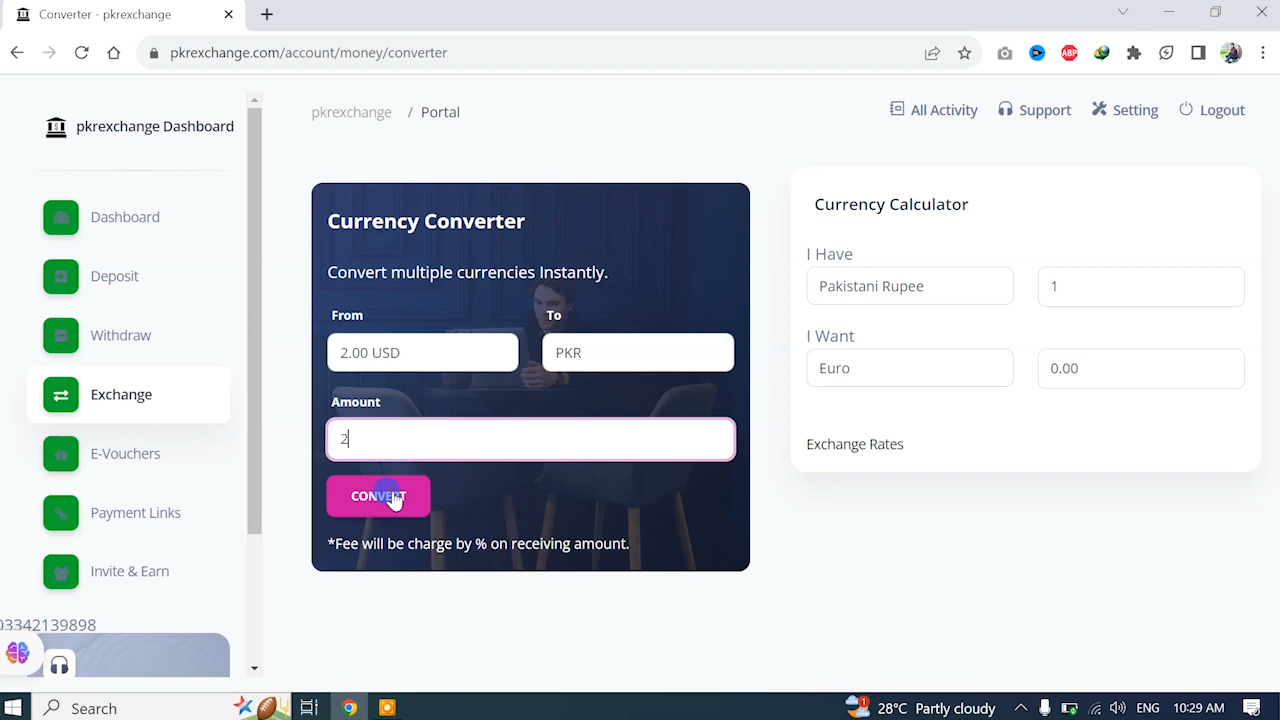 Converter - pkrexchange
pkrexchange.com/account/money/converter
ABP
pkrexchange Dashboard
Dashboard
Deposit
Withdraw
Exchange
E-Vouchers
Payment Links
Invite & Earn
03342139898
pkrexchange / Portal
All Activity
Support
Setting
Logout
Currency Converter
Convert multiple currencies Instantly.
From
To
2.00 USD
PKR
Amount
2
CONVERT
*Fee will be charge by % on receiving amount.
Currency Calculator
I Have
Pakistani Rupee
1
I Want
Euro
0.00
Exchange Rates
Search
1
28°C Partly cloudy
ENG
10:29 AM